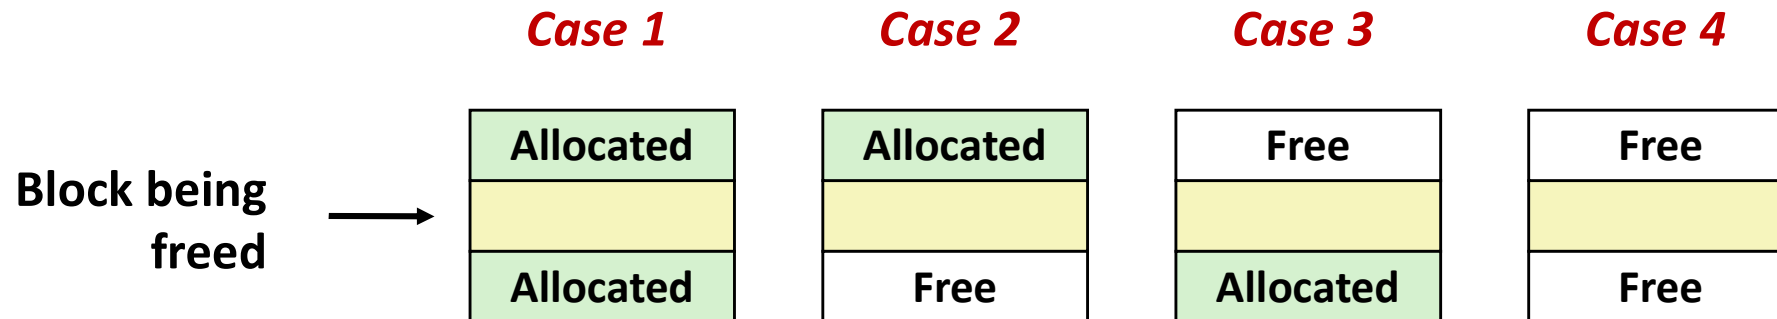 Case 1 Case 2 Case 3 Case 4
Allocated Allocated Free Free
Block being
freed
Allocated Free Allocated Free